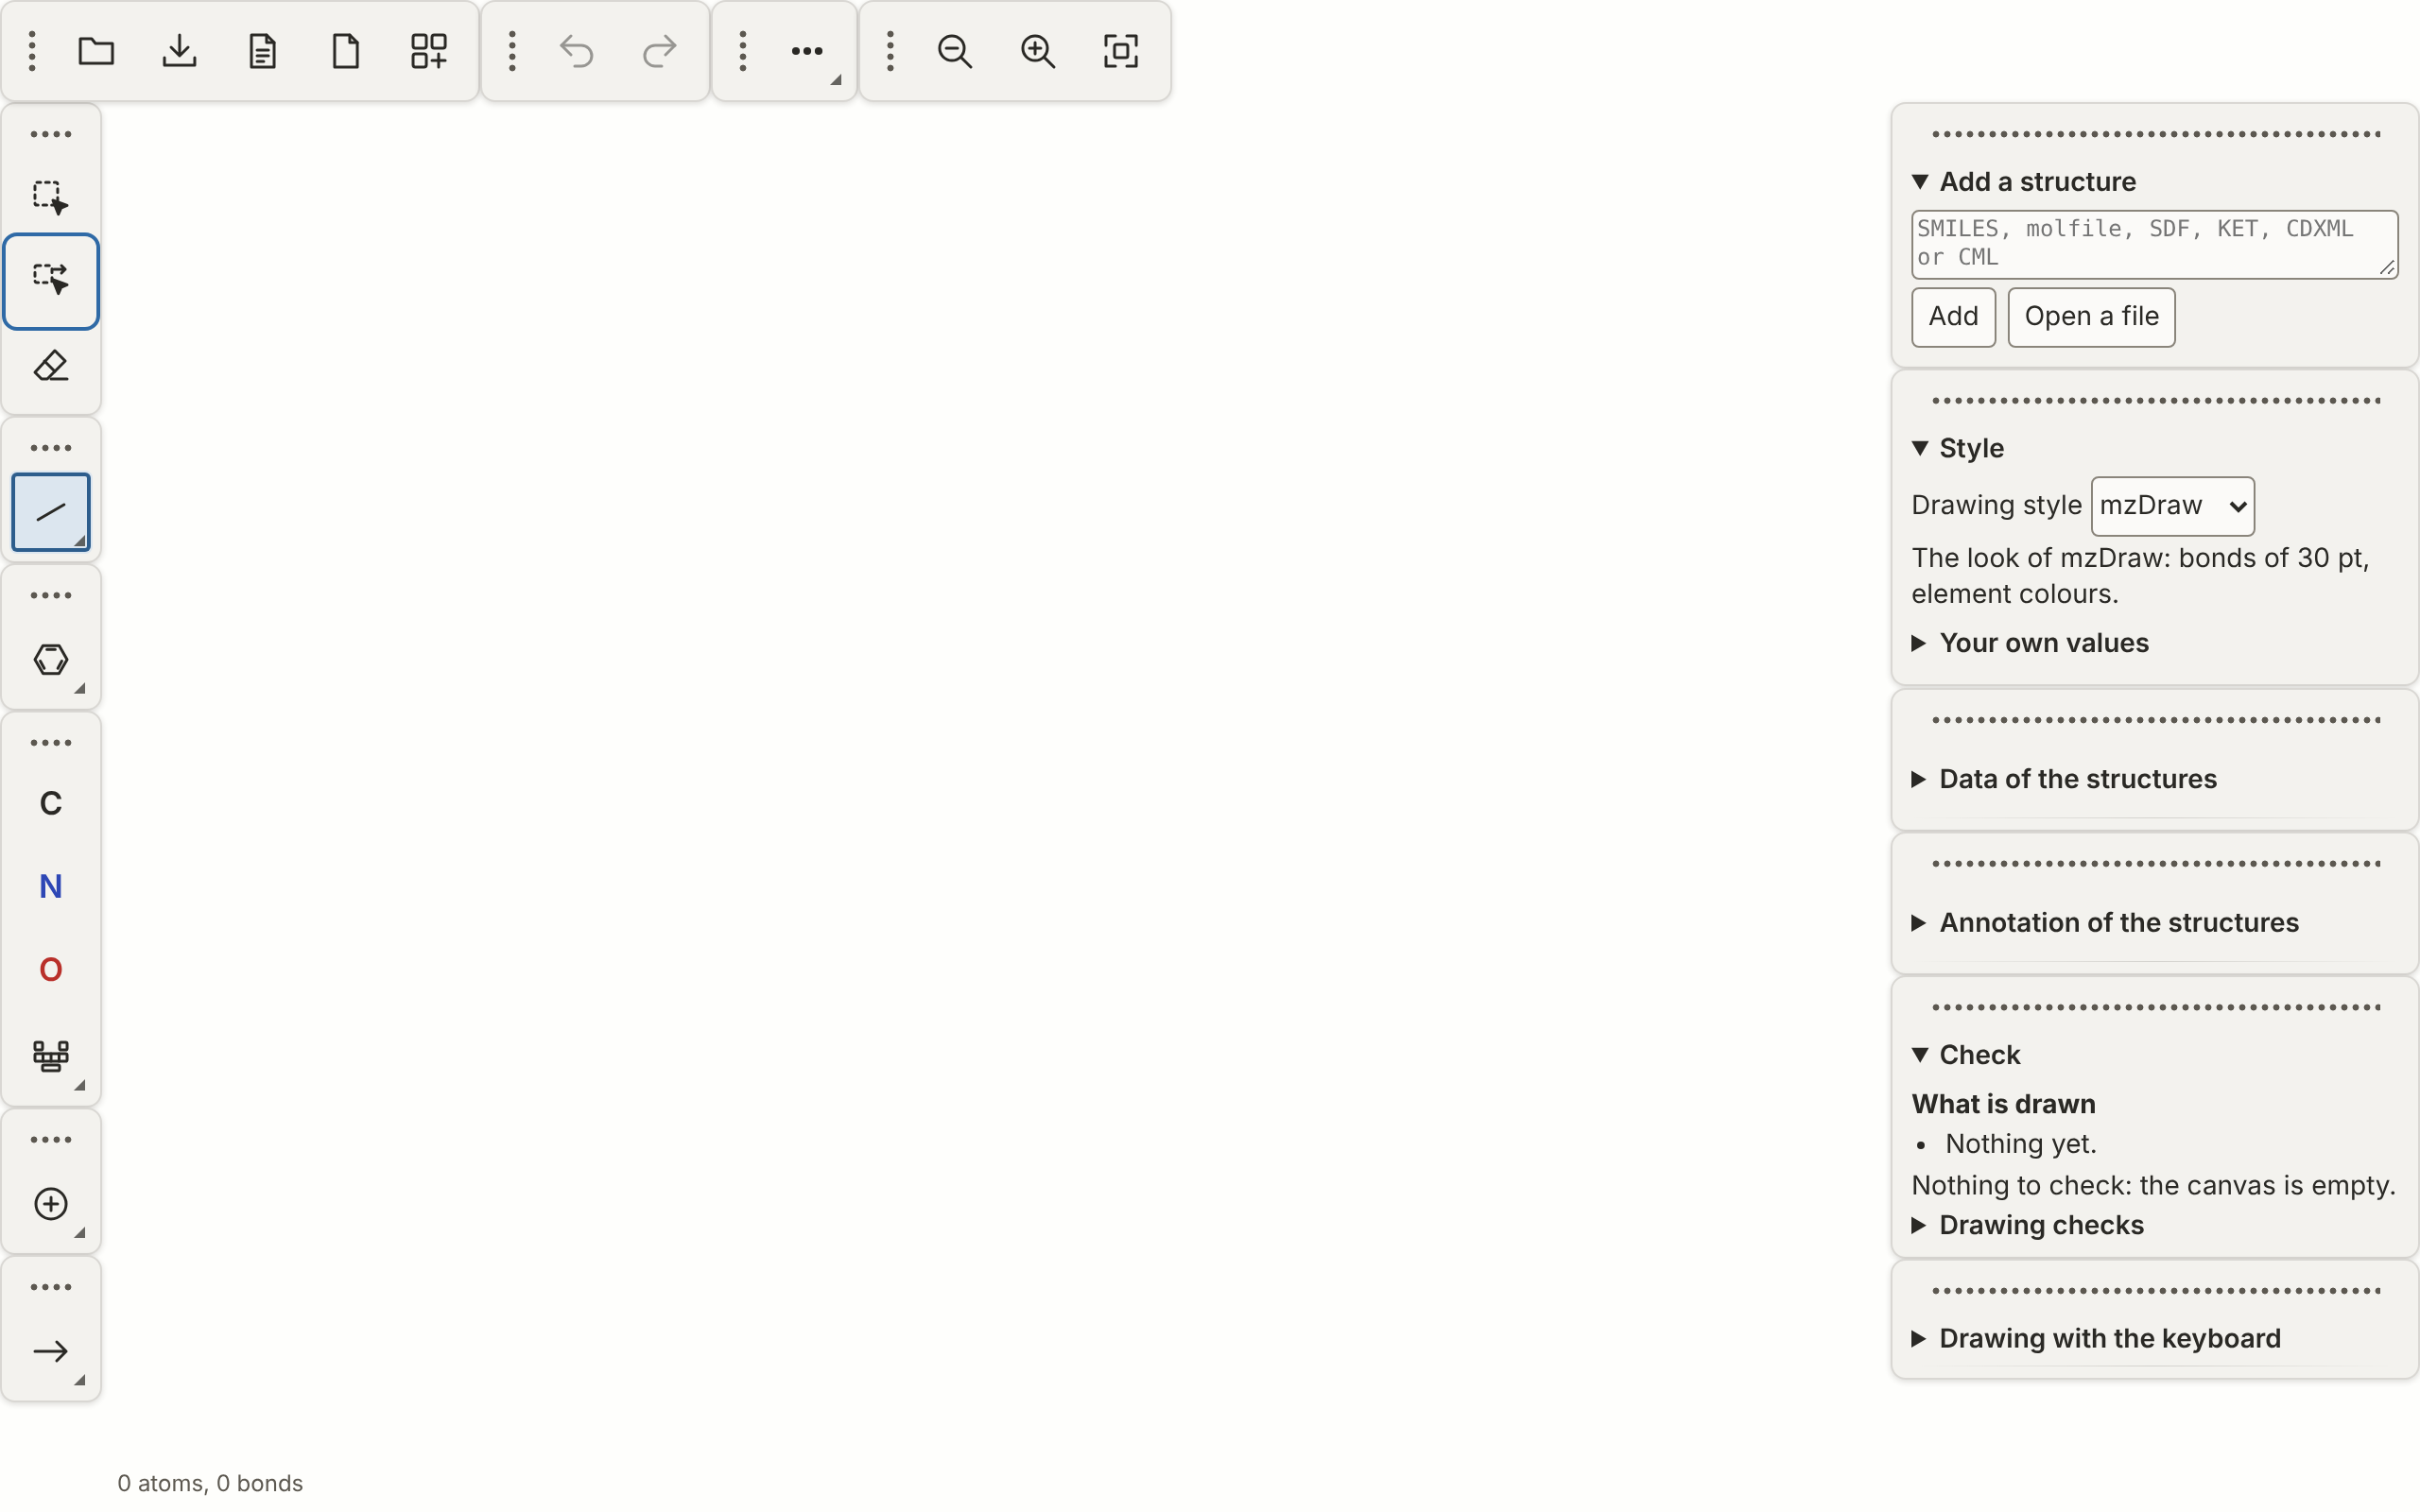 Add a structure
SMILES, molfile, SDF, KET, CDXML
or CML
Add
Open a file
Style
Drawing style
mzDraw
The look of mzDraw: bonds of 30 pt,
element colours.
Your own values
C
Data of the structures
N
Annotation of the structures
O
Check
What is drawn
• Nothing yet.
Nothing to check: the canvas is empty.
Drawing checks
Drawing with the keyboard
0 atoms, 0 bonds